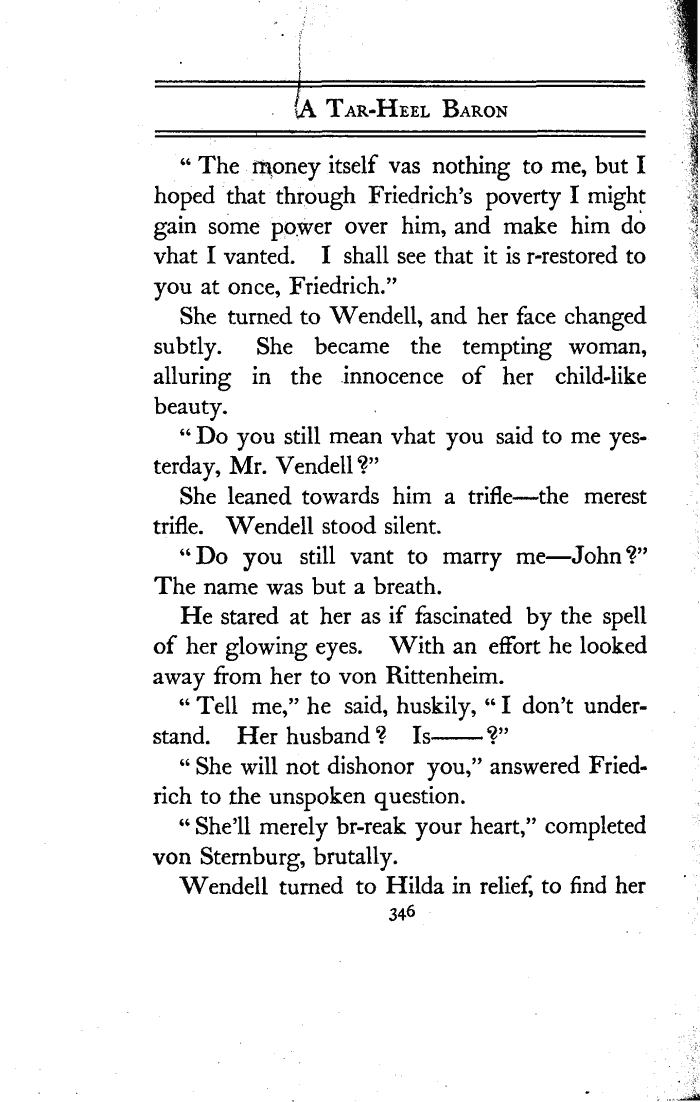 A Tar-Heel Baron
“ The money itself vas nothing to me, but I
hoped that through Friedrich’s poverty I might
gain some power over him, and make him do
vhat I vanted. I shall see that it is r-restored to
you at once, Friedrich.”
She turned to Wendell, and her face changed
subtly. She became the tempting woman,
alluring in the innocence of her child-like
beauty.
“ Do you still mean vhat you said to me yes-
terday, Mr. Vendell ?”
She leaned towards him a trifle—the merest
trifle. Wendell stood silent.
“ Do you still vant to marry me—John ?”
The name was but a breath.
He stared at her as if fascinated by the spell
of her glowing eyes. With an effort he looked
away from her to von Rittenheim.
“ Tell me,” he said, huskily, “ I don’t under-
stand. Her husband ? Is—— ?”
“ She will not dishonor you,” answered Fried-
rich to the unspoken question.
“ She’ll merely br-reak your heart,” completed
von Sternburg, brutally.
Wendell turned to Hilda in relief, to find her
346